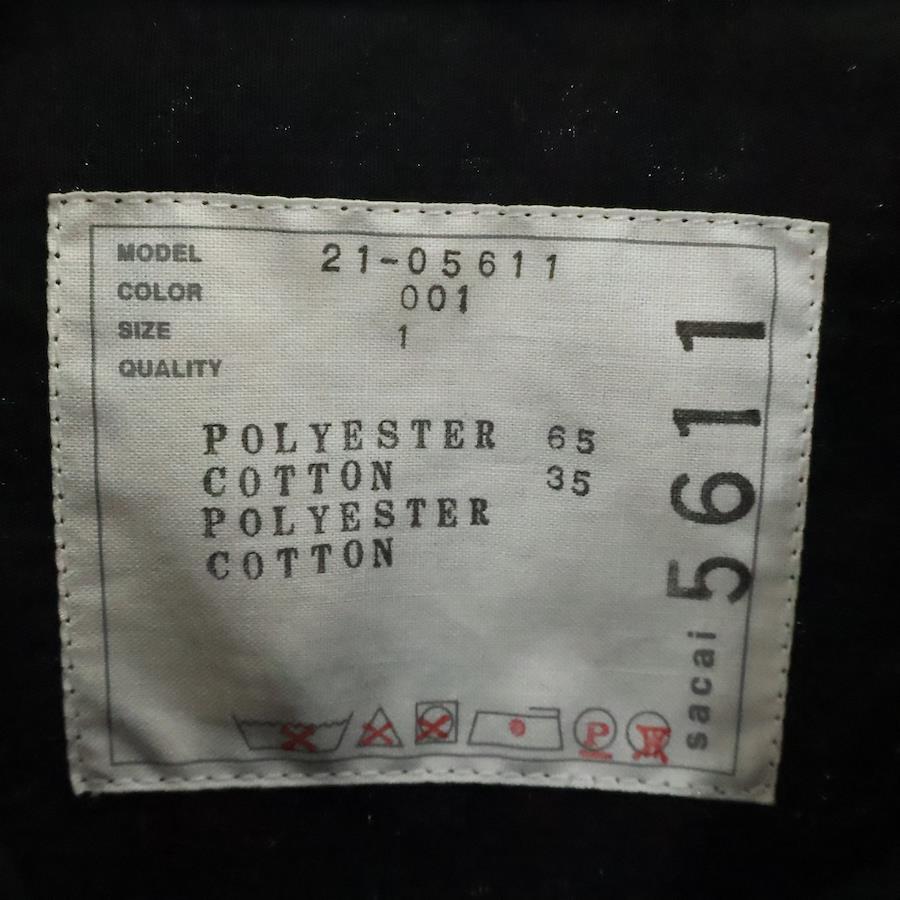 MODEL 21-05611
COLOR 001
SIZE 1
QUALITY
POLYESTER 65
COTTON 35
POLYESTER
COTTON
sacai 5611
P
W